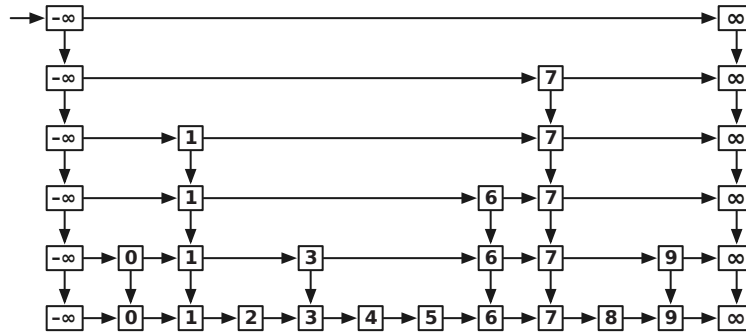 -∞ ∞
-∞ 7 ∞
-∞ 1 7 ∞
-∞ 1 6 7 ∞
-∞ 0 1 3 6 7 9 ∞
-∞ 0 1 2 3 4 5 6 7 8 9 ∞